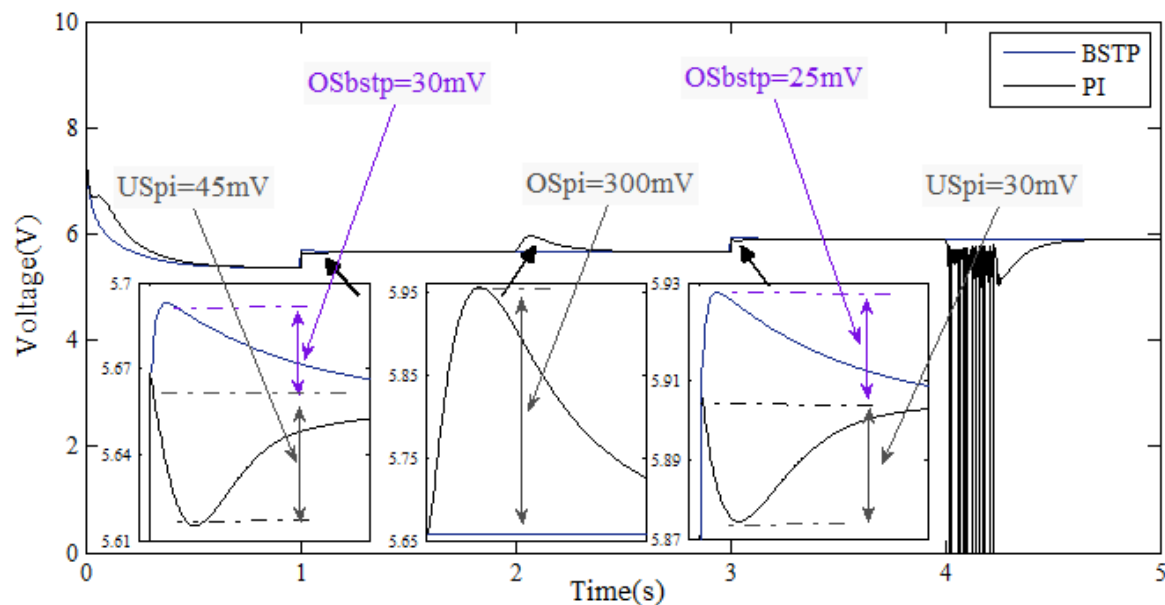 10
8
6
4
2
0
Voltage(V)
BSTP
PI
OSbstp=30mV
OSbstp=25mV
USpi=45mV
OSpi=300mV
USpi=30mV
5.7
5.67
5.64
5.61
5.95
5.85
5.75
5.65
5.93
5.91
5.89
5.87
0
1
2
3
4
5
Time(s)